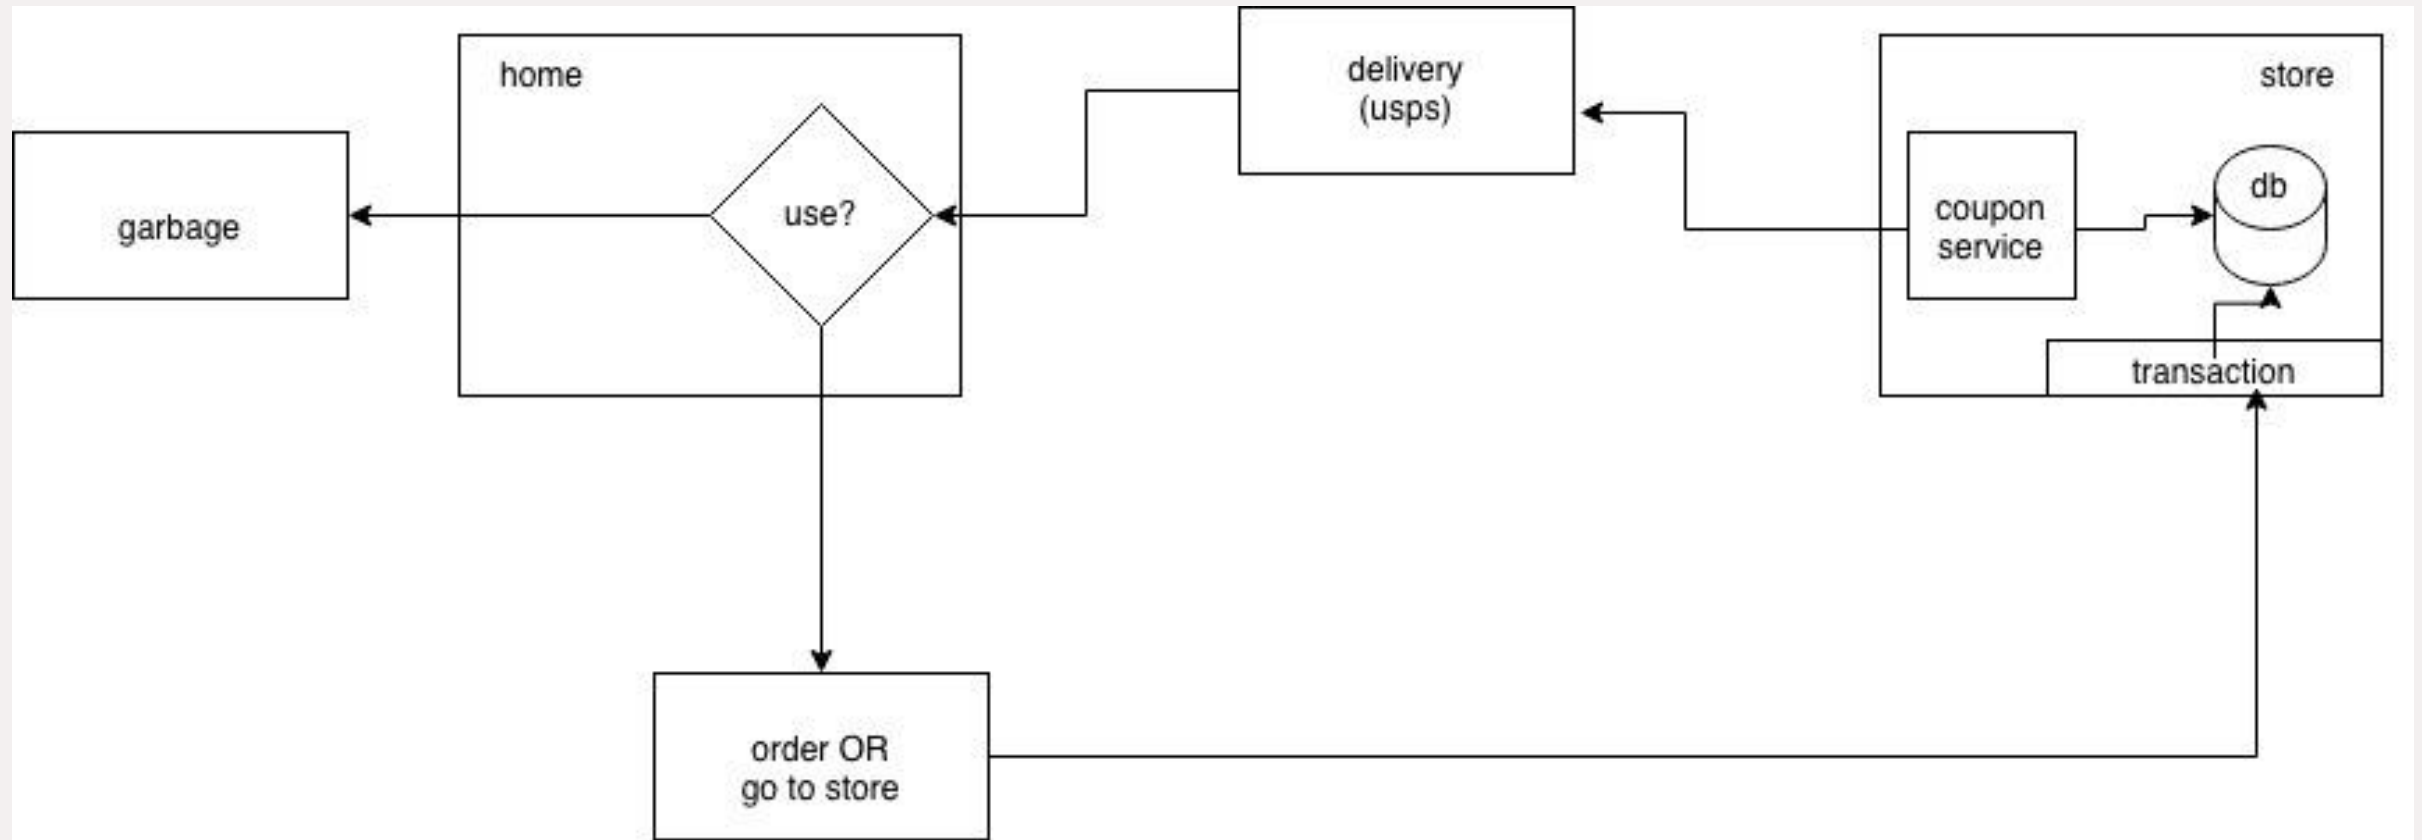 home
delivery
(usps)
store
garbage
use?
coupon
service
db
transaction
order OR
go to store